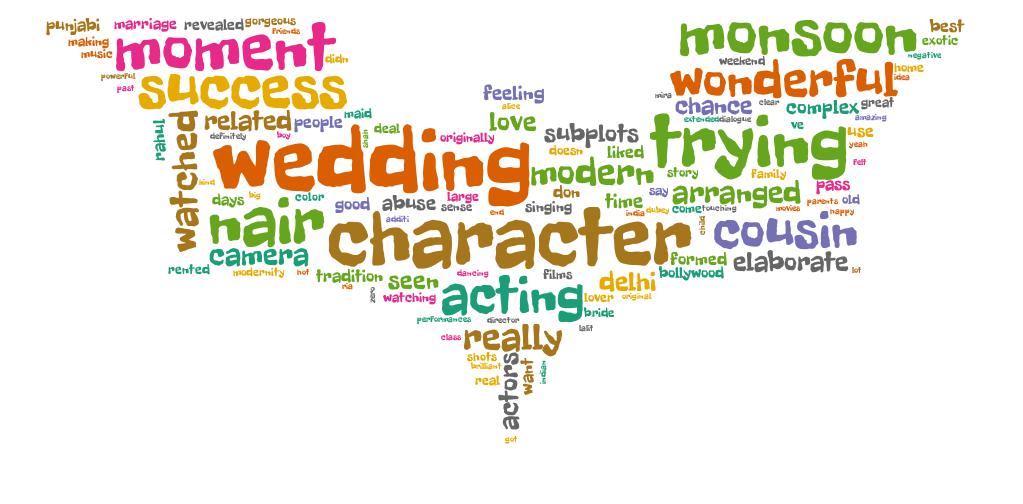 punjabi
marriage
revealed
gorgeous
friends
making
music
moment
didn
powerful
past
success
monsoon
best
exotic
negative
weekend
wonderful
home
idea
mira
chance
clear
complex
great
extended
dialogue
amazing
feeling
alice
love
originally
subplots
trying
ve
use
yeah
felt
rahul
watched
related
people
maid
deal
shah
definitely
boy
wedding
doesn
liked
modern
story
family
kind
days
big
color
good
abuse
large
sense
end
singing
don
time
say
arranged
pass
parents
old
movies
happy
india
dubey
come
touching
child
nair
additi
character
cousin
camera
formed
elaborate
lot
rented
modernity
hot
tradition
ria
seen
dancing
films
delhi
bollywood
zero
watching
acting
lover
original
bride
performances
director
lalit
class
really
shots
brilliant
real
actors
want
indian
got